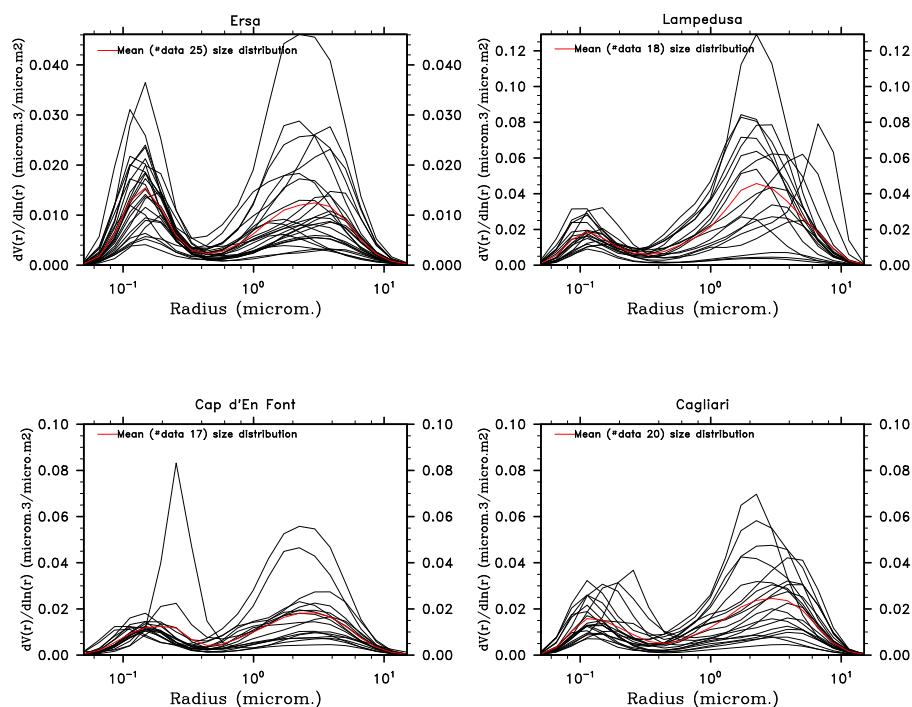 Ersa
Mean (#data 25) size distribution
dV(r)/dln(r) (microm.3/micro.m2)
0.040
0.030
0.020
0.010
0.000
0.040
0.030
0.020
0.010
0.000
10⁻¹ 10⁰ 10¹
Radius (microm.)
Lampedusa
Mean (#data 18) size distribution
dV(r)/dln(r) (microm.3/micro.m2)
0.12
0.10
0.08
0.06
0.04
0.02
0.00
0.12
0.10
0.08
0.06
0.04
0.02
0.00
10⁻¹ 10⁰ 10¹
Radius (microm.)
Cap d'En Font
Mean (#data 17) size distribution
dV(r)/dln(r) (microm.3/micro.m2)
0.10
0.08
0.06
0.04
0.02
0.00
0.10
0.08
0.06
0.04
0.02
0.00
10⁻¹ 10⁰ 10¹
Radius (microm.)
Cagliari
Mean (#data 20) size distribution
dV(r)/dln(r) (microm.3/micro.m2)
0.10
0.08
0.06
0.04
0.02
0.00
0.10
0.08
0.06
0.04
0.02
0.00
10⁻¹ 10⁰ 10¹
Radius (microm.)